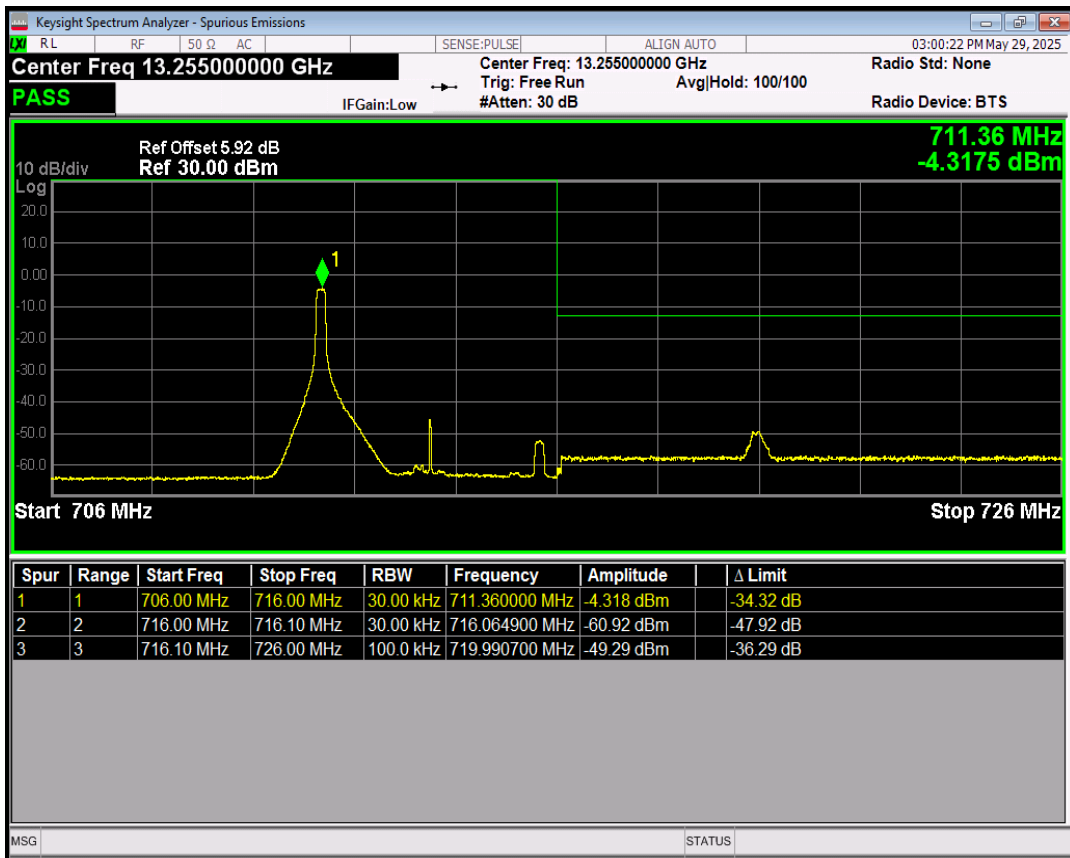 Keysight Spectrum Analyzer - Spurious Emissions
LXI RL RF 50 Ω AC SENSE:PULSE ALIGN AUTO 03:00:22 PM May 29, 2025
Center Freq 13.255000000 GHz Center Freq: 13.255000000 GHz Radio Std: None
Trig: Free Run Avg|Hold: 100/100
PASS IFGain:Low #Atten: 30 dB Radio Device: BTS
711.36 MHz
Ref Offset 5.92 dB
-4.3175 dBm
10 dB/div Ref 30.00 dBm
Log
20.0
10.0
1
0.00
-10.0
-20.0
-30.0
-40.0
-50.0
-60.0
Start 706 MHz Stop 726 MHz
Spur Range Start Freq Stop Freq RBW Frequency Amplitude Δ Limit
1 1 706.00 MHz 716.00 MHz 30.00 kHz 711.360000 MHz -4.318 dBm -34.32 dB
2 2 716.00 MHz 716.10 MHz 30.00 kHz 716.064900 MHz -60.92 dBm -47.92 dB
3 3 716.10 MHz 726.00 MHz 100.0 kHz 719.990700 MHz -49.29 dBm -36.29 dB
MSG STATUS